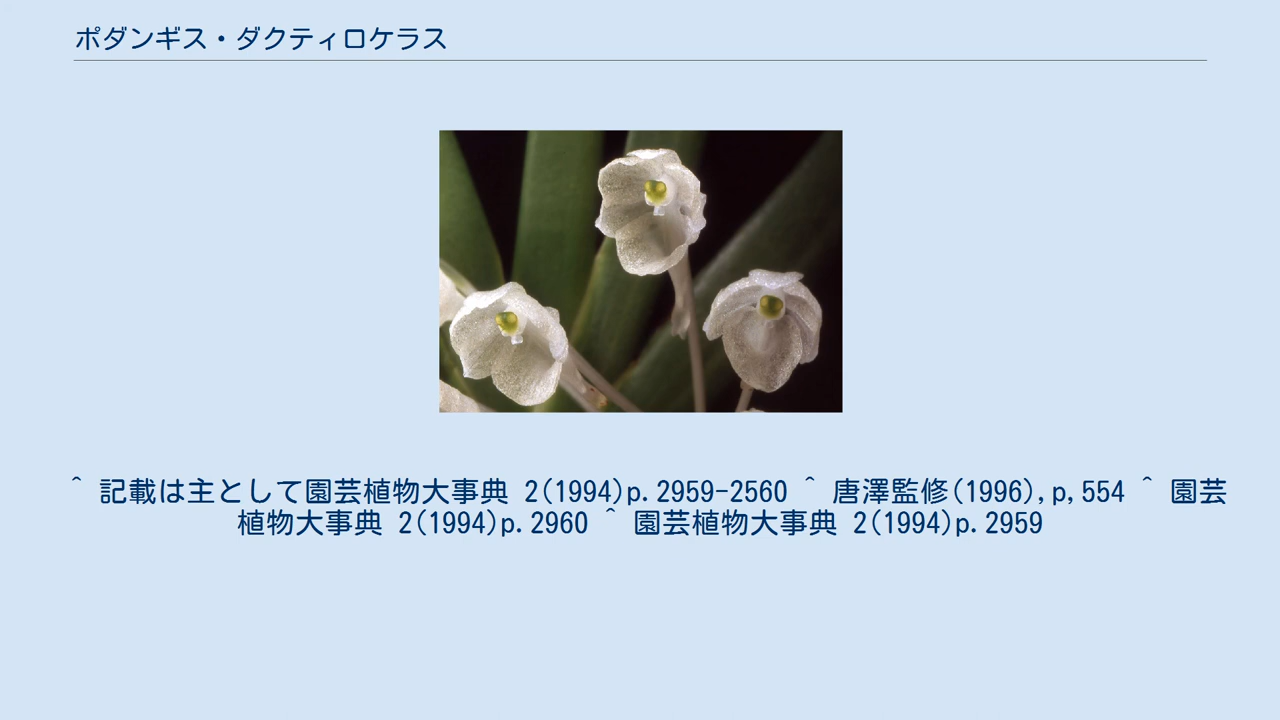 ポダンギス・ダクティロケラス
^ 記載は主として園芸植物大事典 2(1994)p.2959-2560 ^ 唐澤監修(1996),p,554 ^ 園芸
植物大事典 2(1994)p.2960 ^ 園芸植物大事典 2(1994)p.2959